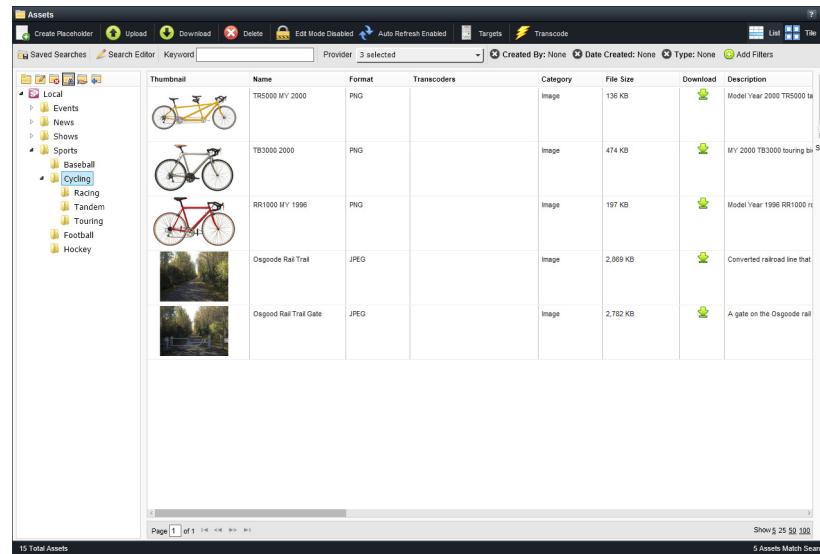 Assets ?
Create Placeholder Upload Download Delete Edit Mode Disabled Auto Refresh Enabled Targets Transcode List Tile
Saved Searches Search Editor Keyword Provider 3 selected Created By: None Date Created: None Type: None Add Filters
Thumbnail Name Format Transcoders Category File Size Download Description
Local
Events
News
Shows
Sports
Baseball
Cycling
Racing
Tandem
Touring
Football
Hockey
TR5000 MY 2000 PNG Image 136 KB Model Year 2000 TR5000 ta
TB3000 2000 PNG Image 474 KB MY 2000 TB3000 touring bi
S
RR1000 MY 1996 PNG Image 197 KB Model Year 1996 RR1000 ro
Osgoode Rail Trail JPEG Image 2,869 KB Converted railroad line that
Osgood Rail Trail Gate JPEG Image 2,782 KB A gate on the Osgoode rail
Page 1 of 1 Show 5 25 50 100
15 Total Assets 5 Assets Match Sear